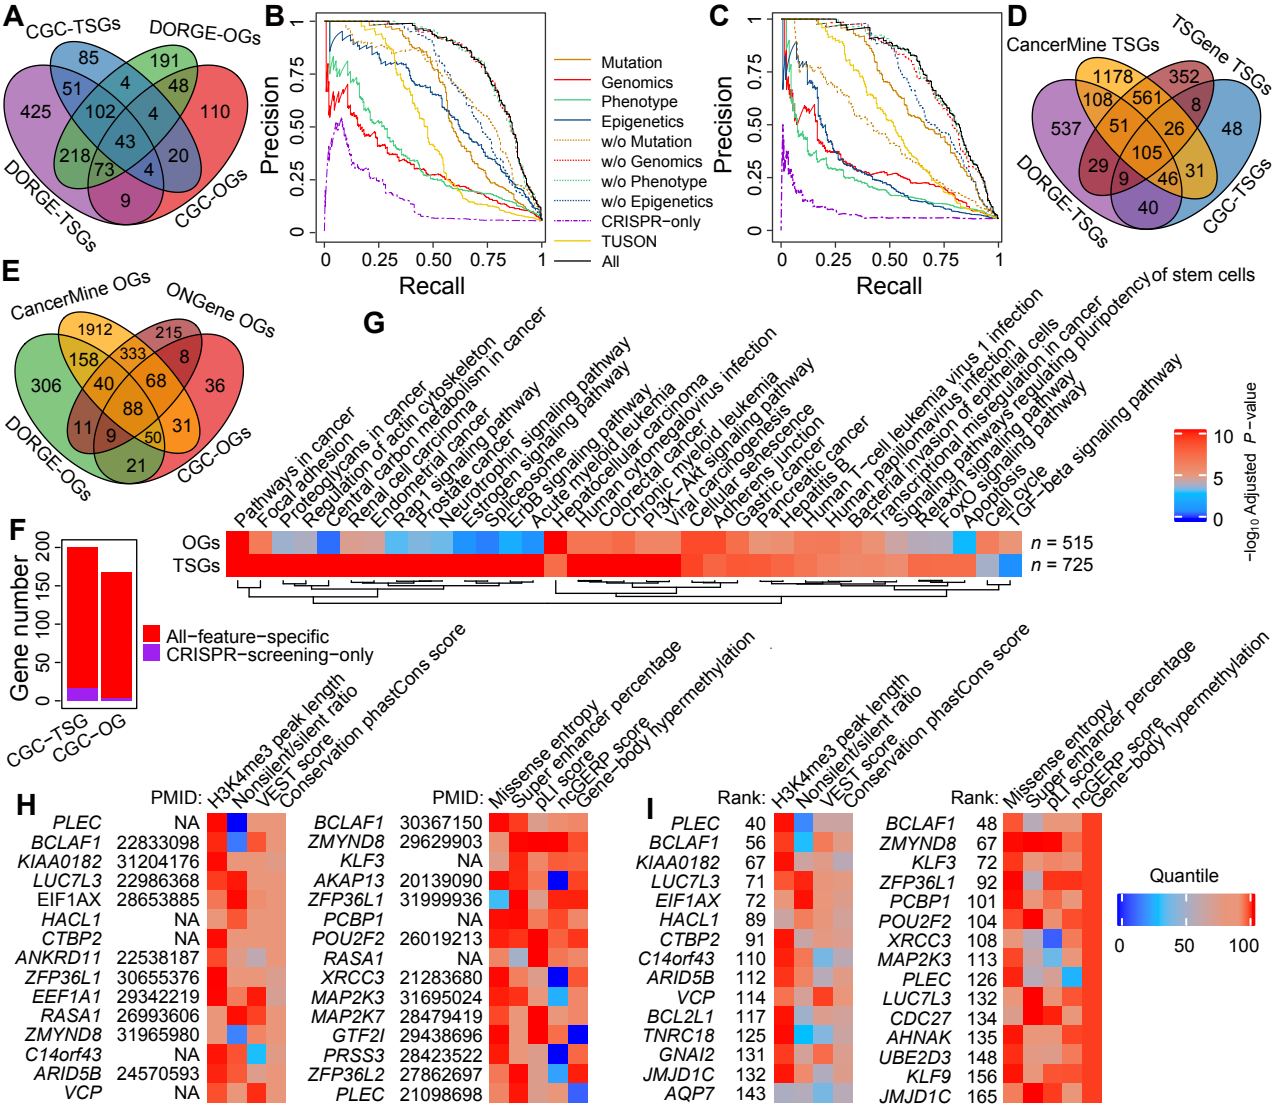 A
CGC-TSGs
DORGE-OGs
85
191
51
4
48
425
102
4
110
43
218
73
4
20
9
DORGE-TSGs
CGC-OGs
B
Precision
1
0.75
0.50
0.25
0
0
0.25
0.50
0.75
1
Recall
Mutation
Genomics
Phenotype
Epigenetics
w/o Mutation
w/o Genomics
w/o Phenotype
w/o Epigenetics
CRISPR-only
TUSON
All
C
Precision
1
0.75
0.50
0.25
0
0
0.25
0.50
0.75
1
Recall
D
CancerMine TSGs
TSGene TSGs
1178
352
108
561
8
537
51
26
48
105
29
9
46
31
40
DORGE-TSGs
CGC-TSGs
E
CancerMine OGs
ONGene OGs
1912
215
158
333
8
306
40
68
36
88
11
9
50
31
21
DORGE-OGs
CGC-OGs
F
Gene number
200
150
100
50
0
CGC-TSG
CGC-OG
All-feature-specific
CRISPR-screening-only
G
Pathways in cancer
Focal adhesion
Proteoglycans in cancer
Regulation of actin cytoskeleton
Central carbon metabolism in cancer
Renal cell carcinoma
Endometrial cancer
Rap1 signaling pathway
Prostate cancer
Neurotrophin signaling pathway
Estrogen signaling pathway
Spliceosome
ErbB signaling pathway
Acute myeloid leukemia
Hepatocellular carcinoma
Human cytomegalovirus infection
Colorectal cancer
Chronic myeloid leukemia
PI3K-Akt signaling pathway
Viral carcinogenesis
Cellular senescence
Adherens junction
Gastric cancer
Pancreatic cancer
Hepatitis B
Human T-cell leukemia virus 1 infection
Human papillomavirus infection
Bacterial invasion of epithelial cells
Transcriptional misregulation in cancer
Signaling pathways regulating pluripotency of stem cells
Relaxin signaling pathway
FoxO signaling pathway
Apoptosis
Cell cycle
TGF-beta signaling pathway
OGs
n = 515
TSGs
n = 725
10
5
0
-log10 Adjusted P-value
H
PMID:
H3K4me3 peak length
Nonsilent/silent ratio
VEST score
Conservation phastCons score
PLEC NA
BCLAF1 22833098
KIAA0182 31204176
LUC7L3 22986368
EIF1AX 28653885
HACL1 NA
CTBP2 NA
ANKRD11 22538187
ZFP36L1 30655376
EEF1A1 29342219
RASA1 26993606
ZMYND8 31965980
C14orf43 NA
ARID5B 24570593
VCP NA
PMID:
Missense entropy
Super enhancer percentage
pLI score
ncGERP score
Gene-body hypermethylation
BCLAF1 30367150
ZMYND8 29629903
KLF3 NA
AKAP13 20139090
ZFP36L1 31999936
PCBP1 NA
POU2F2 26019213
RASA1 NA
XRCC3 21283680
MAP2K3 31695024
MAP2K7 28479419
GTF2I 29438696
PRSS3 28423522
ZFP36L2 27862697
PLEC 21098698
I
Rank:
H3K4me3 peak length
Nonsilent/silent ratio
VEST score
Conservation phastCons score
PLEC 40
BCLAF1 56
KIAA0182 67
LUC7L3 71
EIF1AX 72
HACL1 89
CTBP2 91
C14orf43 110
ARID5B 112
VCP 114
BCL2L1 117
TNRC18 125
GNAI2 131
JMJD1C 132
AQP7 143
Rank:
Missense entropy
Super enhancer percentage
pLI score
ncGERP score
Gene-body hypermethylation
BCLAF1 48
ZMYND8 67
KLF3 72
ZFP36L1 92
PCBP1 101
POU2F2 104
XRCC3 108
MAP2K3 113
PLEC 126
LUC7L3 132
CDC27 134
AHNAK 135
UBE2D3 148
KLF9 156
JMJD1C 165
Quantile
0
50
100